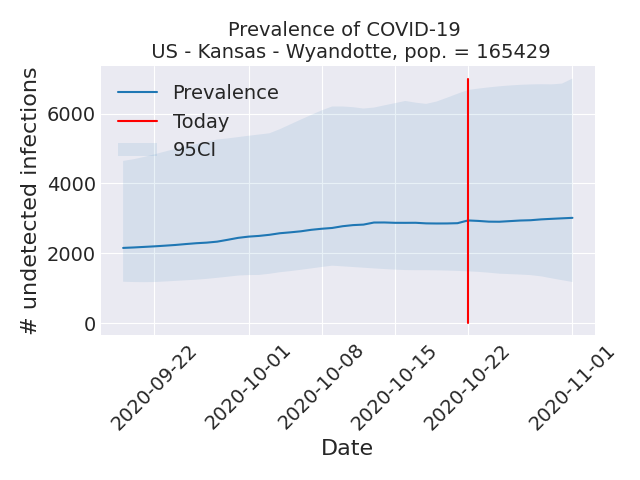 Prevalence of COVID-19
US - Kansas - Wyandotte, pop. = 165429
# undetected infections
6000
4000
2000
0
Prevalence
Today
95CI
2020-09-22
2020-10-01
2020-10-08
2020-10-15
2020-10-22
2020-11-01
Date